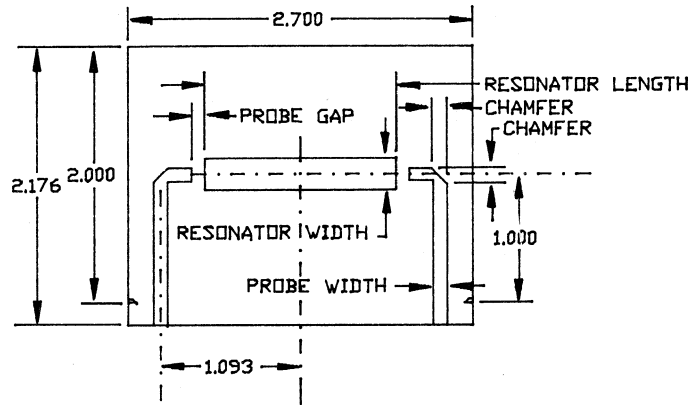 2.700
RESONATOR LENGTH
CHAMFER
PROBE GAP
CHAMFER
2.176
2.000
RESONATOR WIDTH
1.000
PROBE WIDTH
1.093